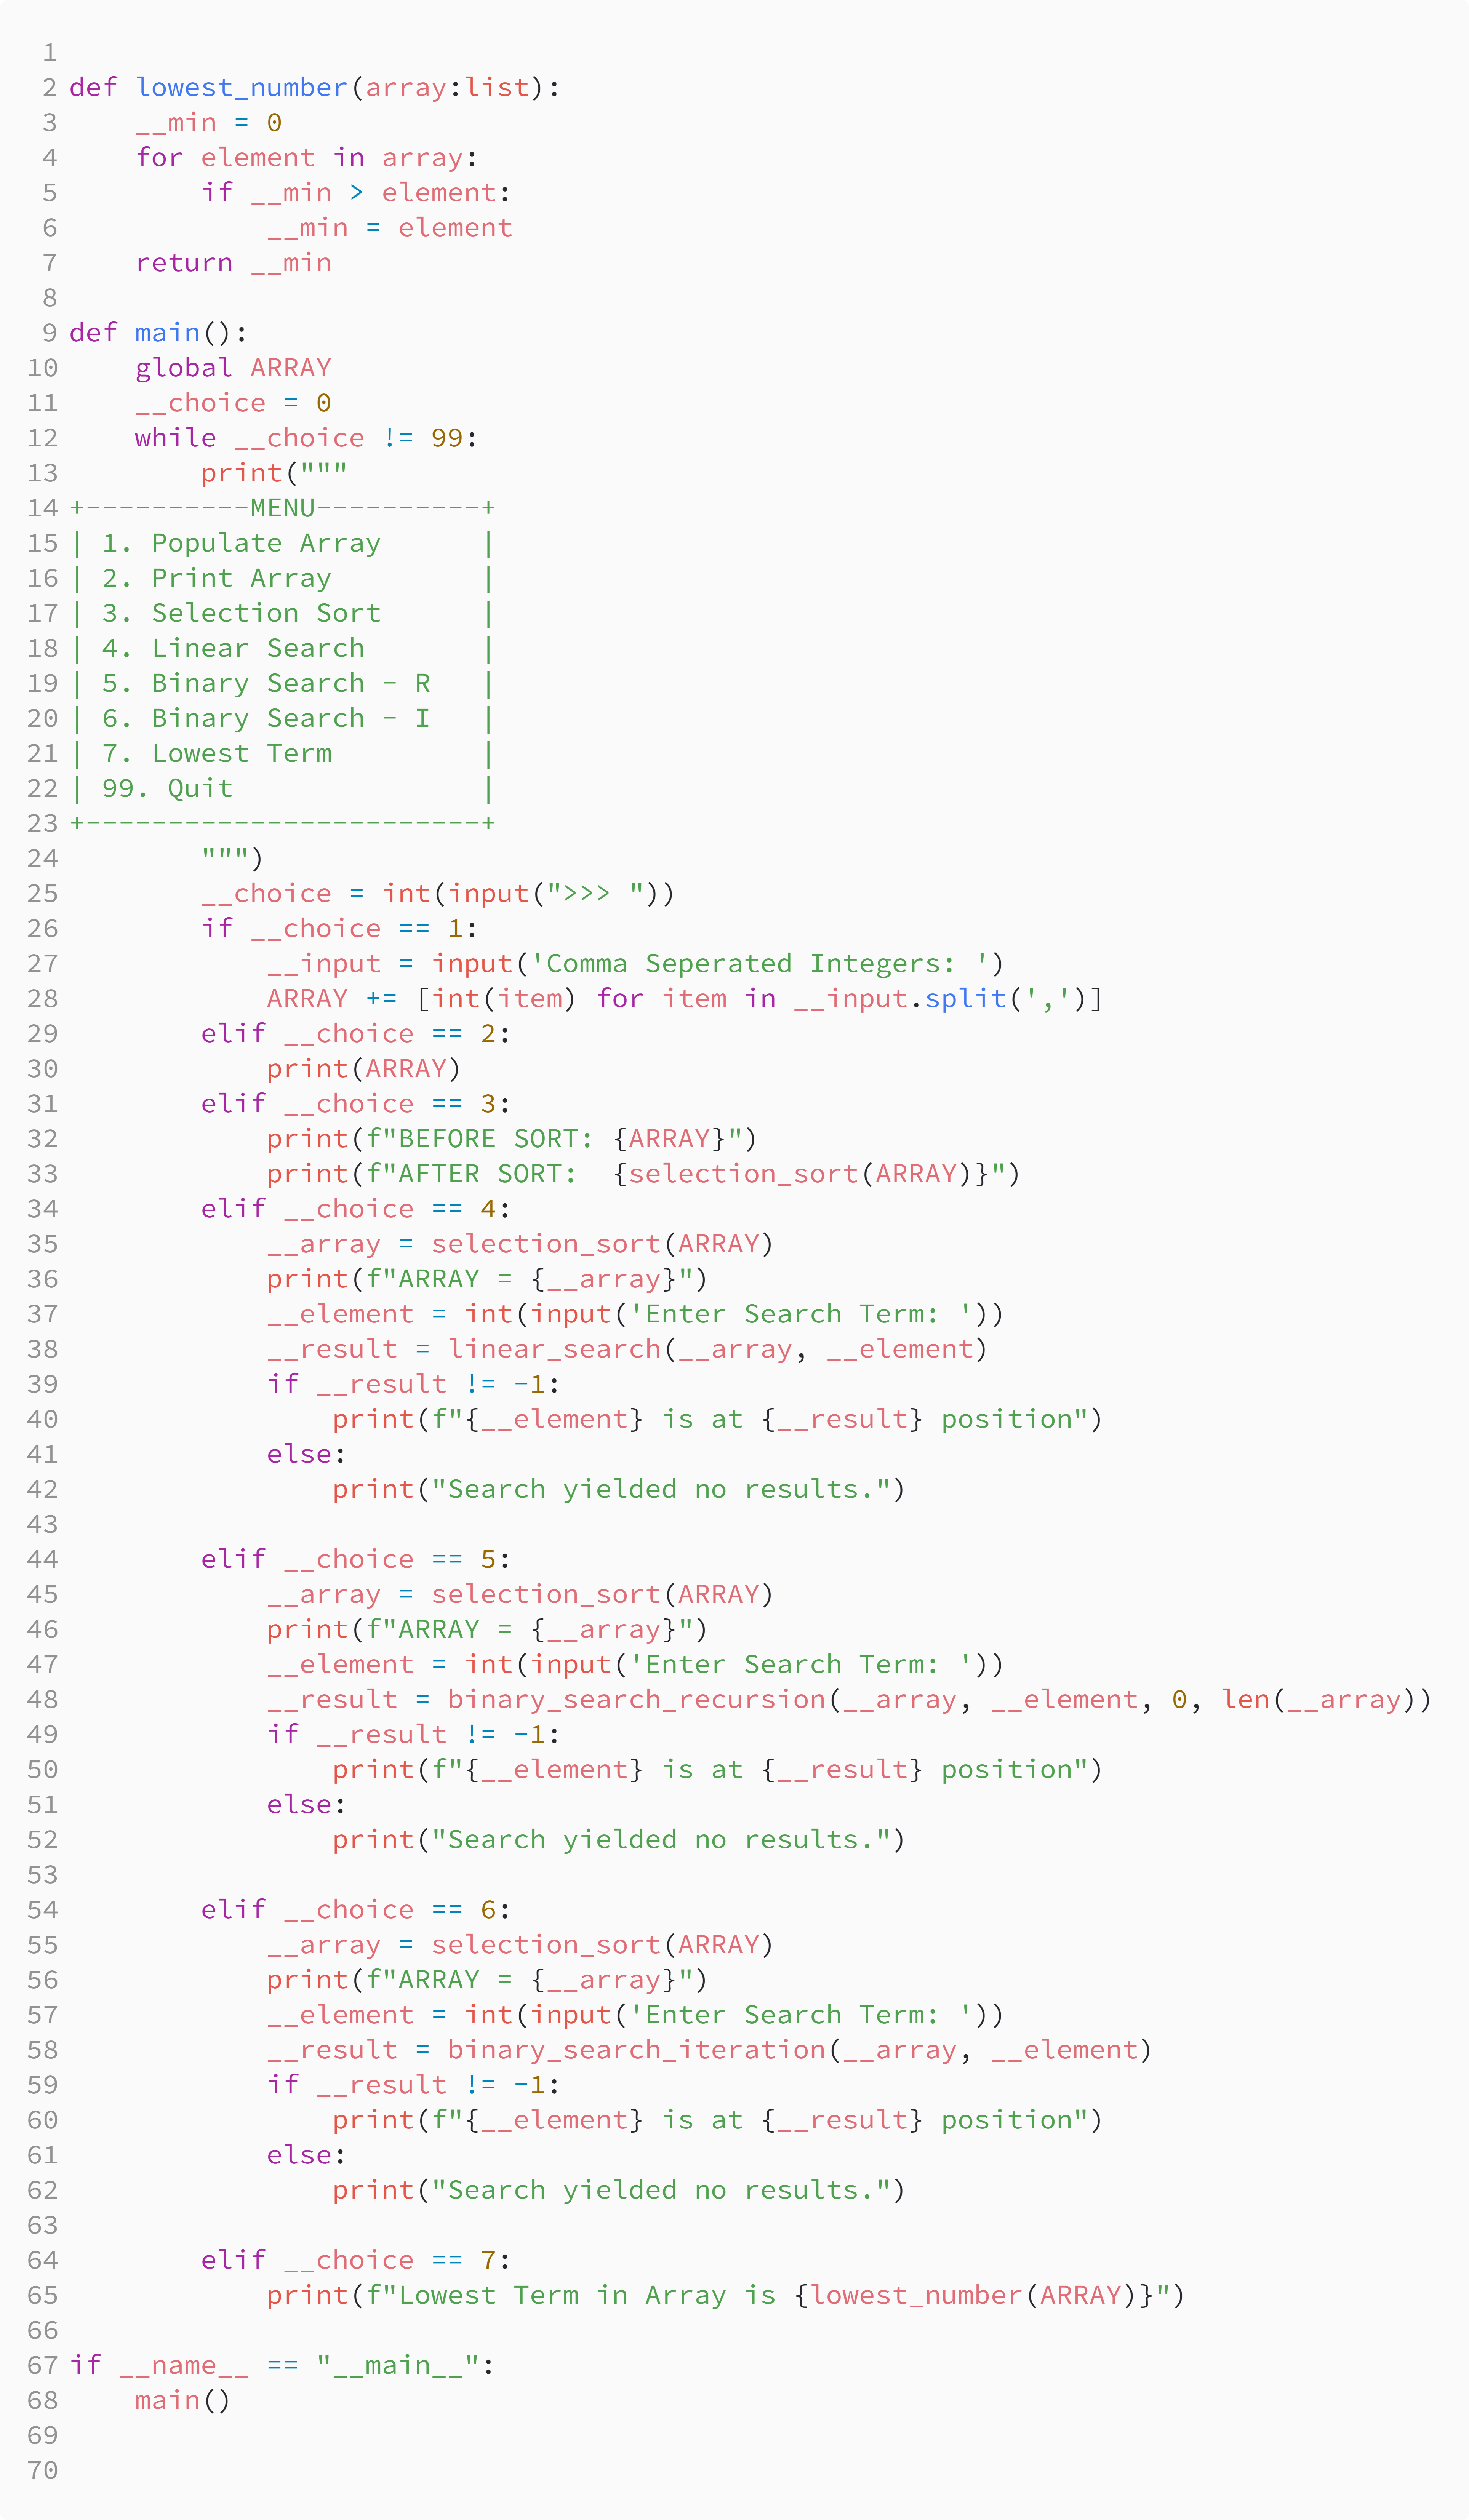 1
2 def lowest_number(array:list):
3     __min = 0
4     for element in array:
5         if __min > element:
6             __min = element
7     return __min
8
9 def main():
10     global ARRAY
11     __choice = 0
12     while __choice != 99:
13         print("""
14 +----------MENU----------+
15 | 1. Populate Array      |
16 | 2. Print Array         |
17 | 3. Selection Sort      |
18 | 4. Linear Search       |
19 | 5. Binary Search - R   |
20 | 6. Binary Search - I   |
21 | 7. Lowest Term         |
22 | 99. Quit               |
23 +------------------------+
24         """)
25         __choice = int(input(">>> "))
26         if __choice == 1:
27             __input = input('Comma Seperated Integers: ')
28             ARRAY += [int(item) for item in __input.split(',')]
29         elif __choice == 2:
30             print(ARRAY)
31         elif __choice == 3:
32             print(f"BEFORE SORT: {ARRAY}")
33             print(f"AFTER SORT:  {selection_sort(ARRAY)}")
34         elif __choice == 4:
35             __array = selection_sort(ARRAY)
36             print(f"ARRAY = {__array}")
37             __element = int(input('Enter Search Term: '))
38             __result = linear_search(__array, __element)
39             if __result != -1:
40                 print(f"{__element} is at {__result} position")
41             else:
42                 print("Search yielded no results.")
43
44         elif __choice == 5:
45             __array = selection_sort(ARRAY)
46             print(f"ARRAY = {__array}")
47             __element = int(input('Enter Search Term: '))
48             __result = binary_search_recursion(__array, __element, 0, len(__array))
49             if __result != -1:
50                 print(f"{__element} is at {__result} position")
51             else:
52                 print("Search yielded no results.")
53
54         elif __choice == 6:
55             __array = selection_sort(ARRAY)
56             print(f"ARRAY = {__array}")
57             __element = int(input('Enter Search Term: '))
58             __result = binary_search_iteration(__array, __element)
59             if __result != -1:
60                 print(f"{__element} is at {__result} position")
61             else:
62                 print("Search yielded no results.")
63
64         elif __choice == 7:
65             print(f"Lowest Term in Array is {lowest_number(ARRAY)}")
66
67 if __name__ == "__main__":
68     main()
69
70